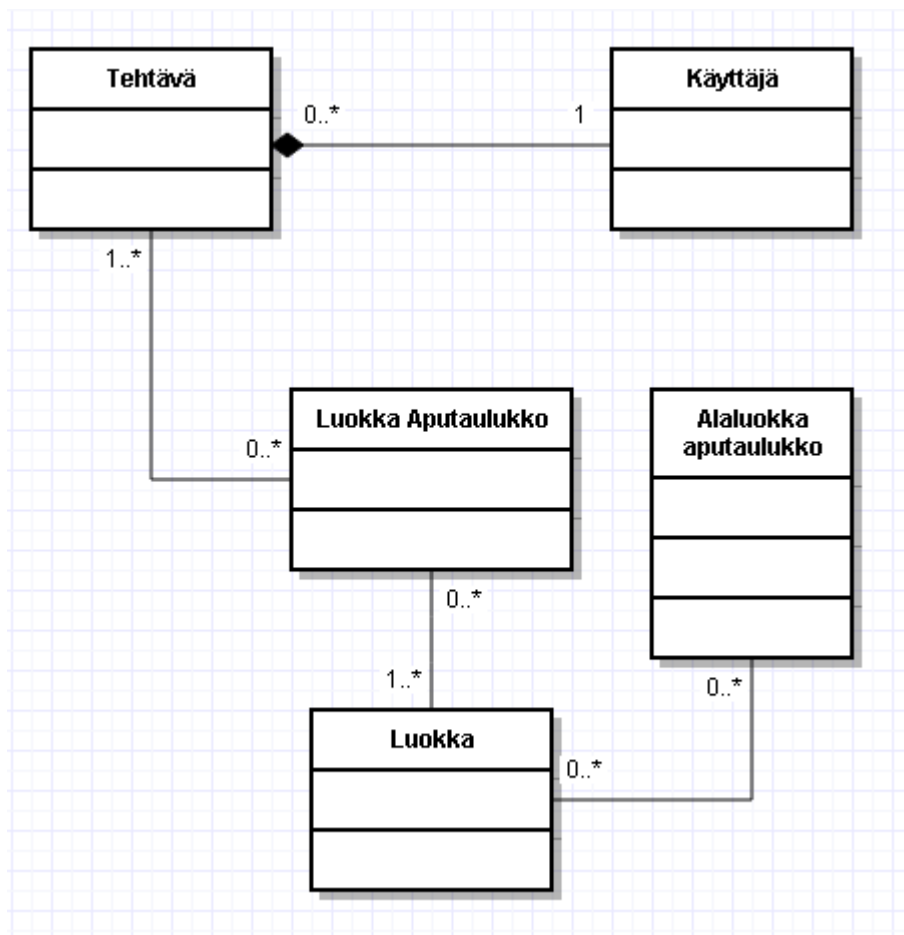 Tehtävä
Käyttäjä
0..*
1
1..*
Luokka Aputaulukko
Alaluokka
aputaulukko
0..*
0..*
1..*
0..*
Luokka
0..*